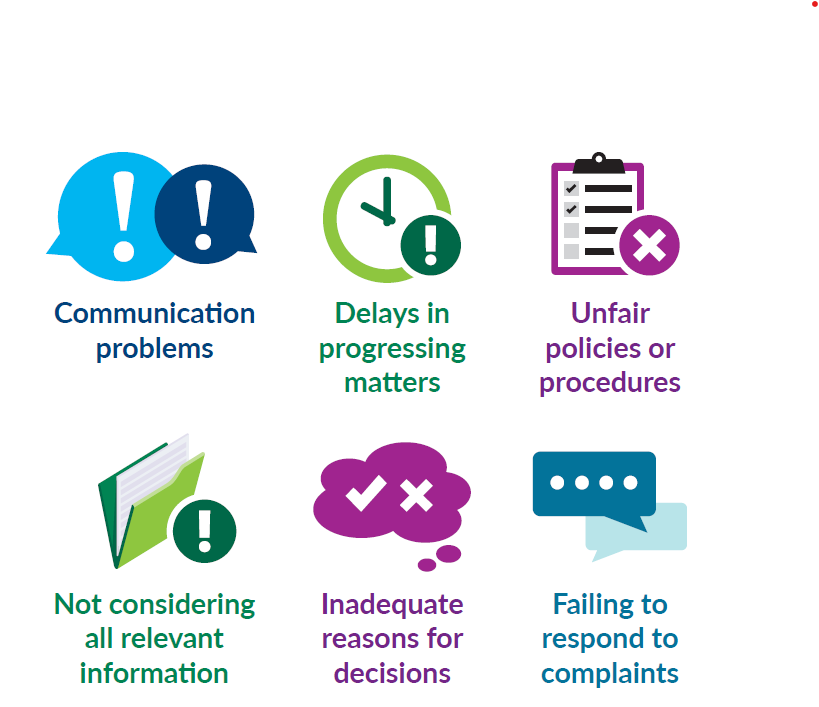 Communication
problems
Delays in
progressing
matters
Unfair
policies or
procedures
Not considering
all relevant
information
Inadequate
reasons for
decisions
Failing to
respond to
complaints